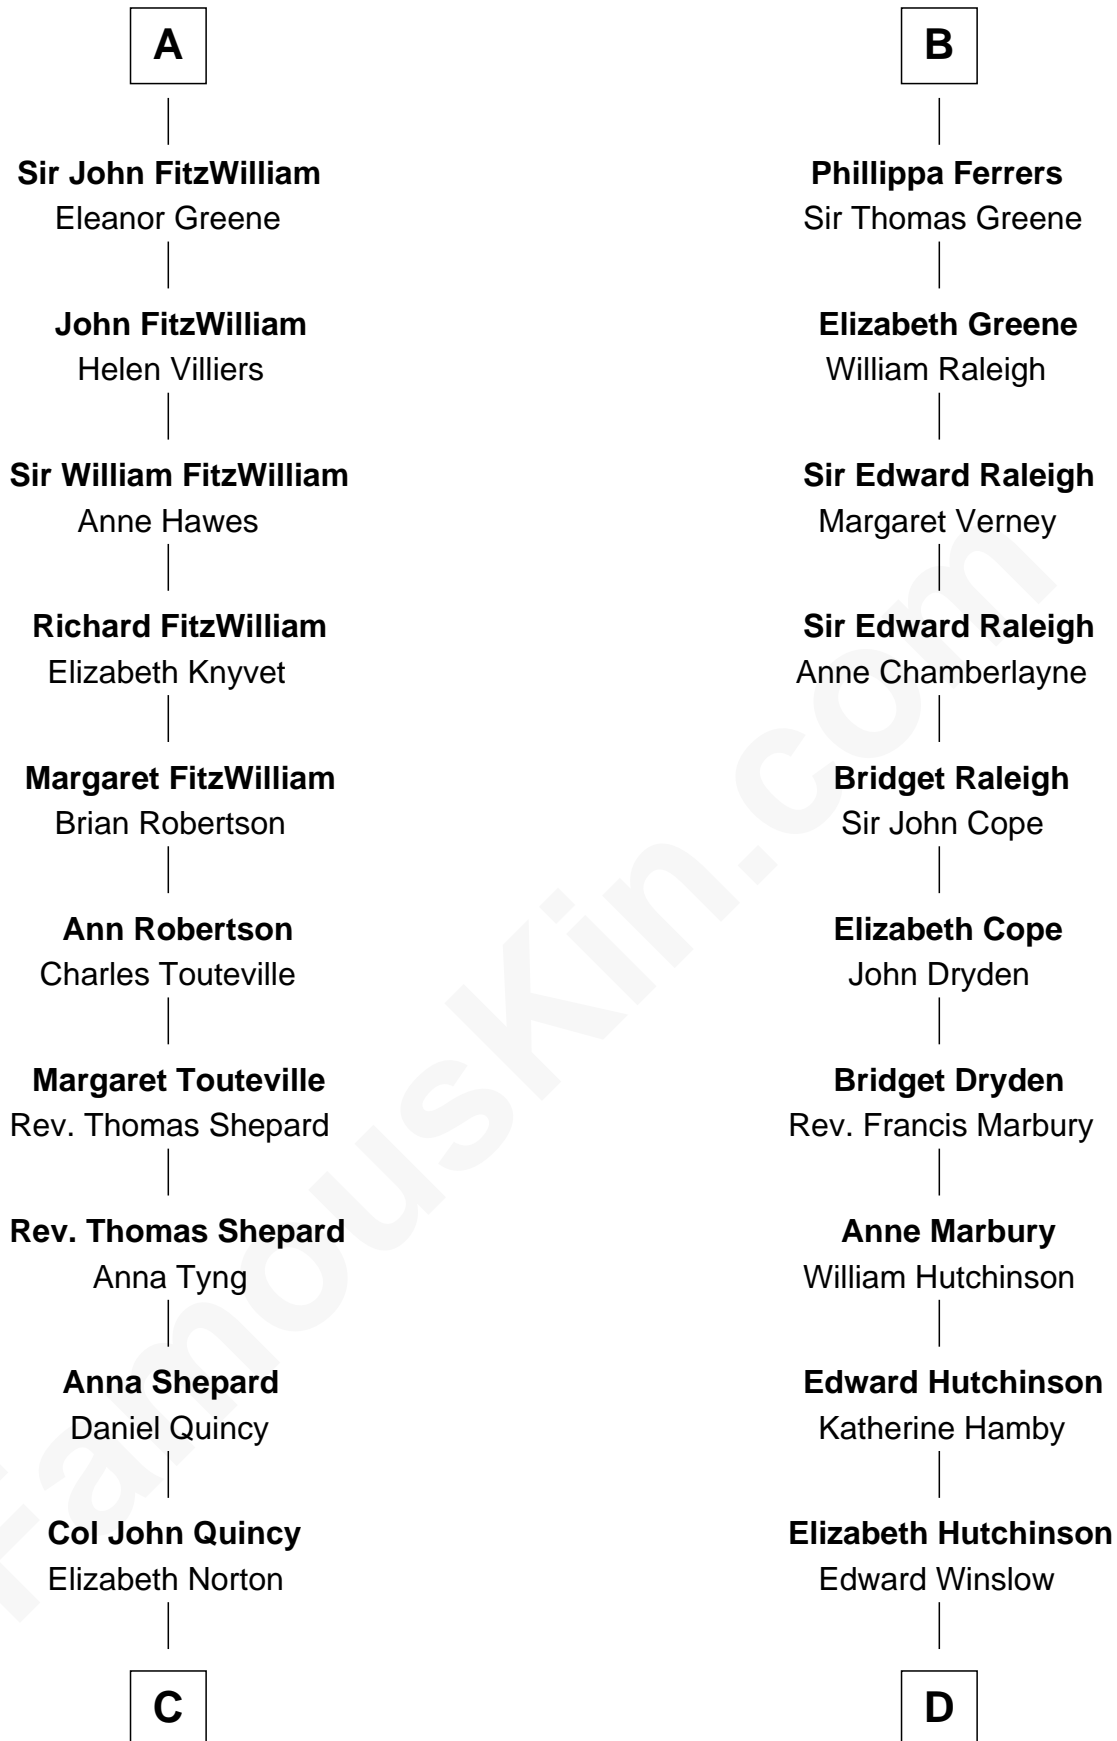 A
Sir John FitzWilliam
Eleanor Greene
John FitzWilliam
Helen Villiers
Sir William FitzWilliam
Anne Hawes
Richard FitzWilliam
Elizabeth Knyvet
Margaret FitzWilliam
Brian Robertson
Ann Robertson
Charles Touteville
Margaret Touteville
Rev. Thomas Shepard
Rev. Thomas Shepard
Anna Tyng
Anna Shepard
Daniel Quincy
Col John Quincy
Elizabeth Norton
C
B
Phillippa Ferrers
Sir Thomas Greene
Elizabeth Greene
William Raleigh
Sir Edward Raleigh
Margaret Verney
Sir Edward Raleigh
Anne Chamberlayne
Bridget Raleigh
Sir John Cope
Elizabeth Cope
John Dryden
Bridget Dryden
Rev. Francis Marbury
Anne Marbury
William Hutchinson
Edward Hutchinson
Katherine Hamby
Elizabeth Hutchinson
Edward Winslow
D
FamousKin.com